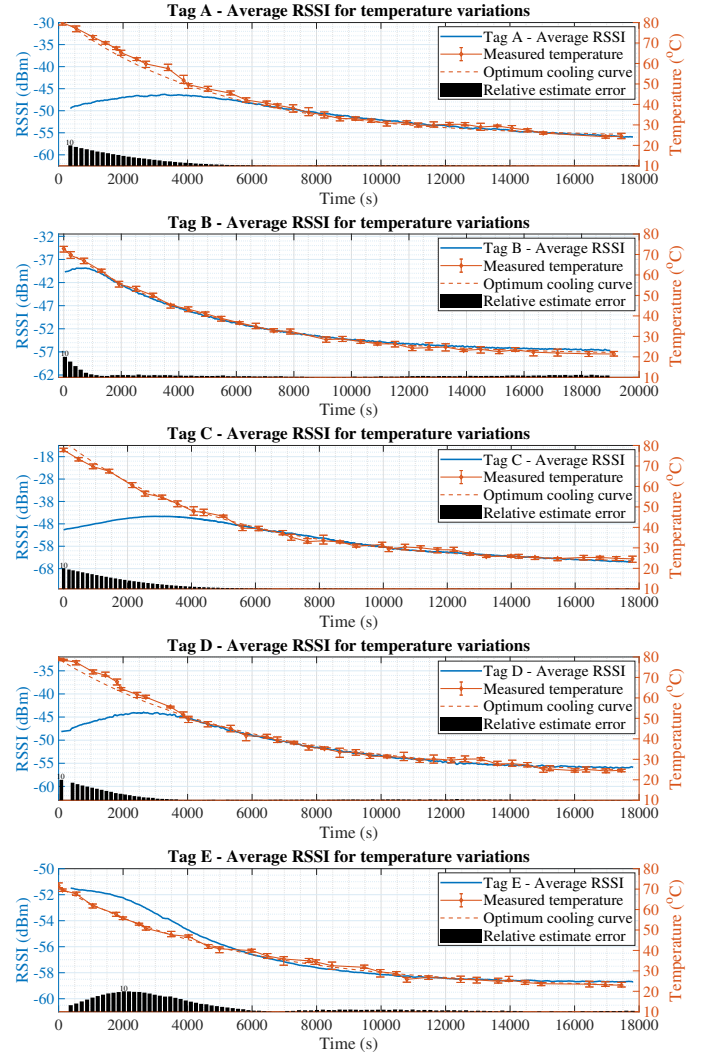 Tag A - Average RSSI for temperature variations
-30
-35
-40
-45
-50
-55
-60
RSSI (dBm)
Tag A - Average RSSI
Measured temperature
Optimum cooling curve
Relative estimate error
10
80
70
60
50
40
30
20
10
Temperature (°C)
0 2000 4000 6000 8000 10000 12000 14000 16000 18000
Time (s)
Tag B - Average RSSI for temperature variations
-32
-37
-42
-47
-52
-57
-62
RSSI (dBm)
Tag B - Average RSSI
Measured temperature
Optimum cooling curve
Relative estimate error
10
80
70
60
50
40
30
20
10
Temperature (°C)
0 2000 4000 6000 8000 10000 12000 14000 16000 18000 20000
Time (s)
Tag C - Average RSSI for temperature variations
-18
-28
-38
-48
-58
-68
RSSI (dBm)
Tag C - Average RSSI
Measured temperature
Optimum cooling curve
Relative estimate error
10
80
70
60
50
40
30
20
10
Temperature (°C)
0 2000 4000 6000 8000 10000 12000 14000 16000 18000
Time (s)
Tag D - Average RSSI for temperature variations
-35
-40
-45
-50
-55
-60
RSSI (dBm)
Tag D - Average RSSI
Measured temperature
Optimum cooling curve
Relative estimate error
10
80
70
60
50
40
30
20
10
Temperature (°C)
0 2000 4000 6000 8000 10000 12000 14000 16000 18000
Time (s)
Tag E - Average RSSI for temperature variations
-50
-52
-54
-56
-58
-60
RSSI (dBm)
Tag E - Average RSSI
Measured temperature
Optimum cooling curve
Relative estimate error
10
80
70
60
50
40
30
20
10
Temperature (°C)
0 2000 4000 6000 8000 10000 12000 14000 16000 18000
Time (s)